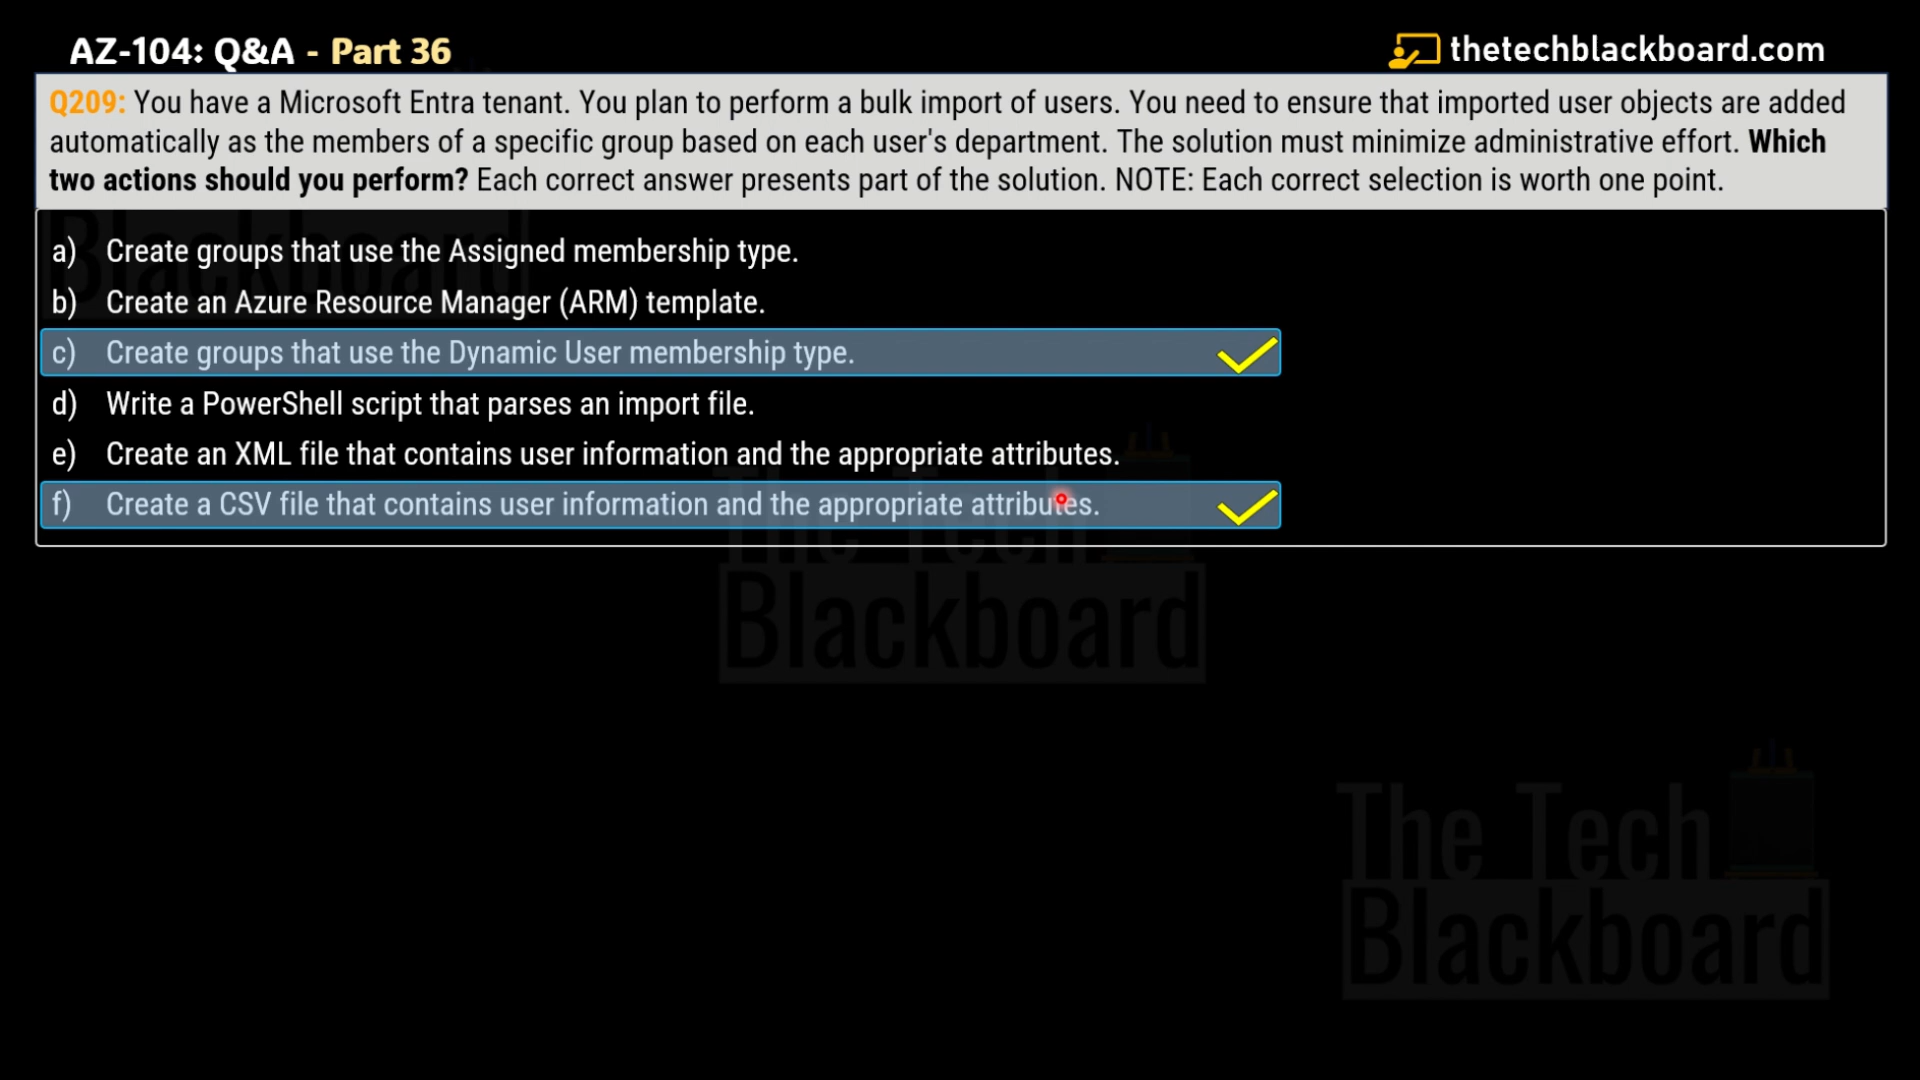 AZ-104: Q&A - Part 36
thetechblackboard.com
Q209: You have a Microsoft Entra tenant. You plan to perform a bulk import of users. You need to ensure that imported user objects are added
automatically as the members of a specific group based on each user's department. The solution must minimize administrative effort. Which
two actions should you perform? Each correct answer presents part of the solution. NOTE: Each correct selection is worth one point.
a) Create groups that use the Assigned membership type.
b) Create an Azure Resource Manager (ARM) template.
c) Create groups that use the Dynamic User membership type.
d) Write a PowerShell script that parses an import file.
e) Create an XML file that contains user information and the appropriate attributes.
f) Create a CSV file that contains user information and the appropriate attributes.
Blackboard
The Tech
Blackboard
The Tech
Blackboard